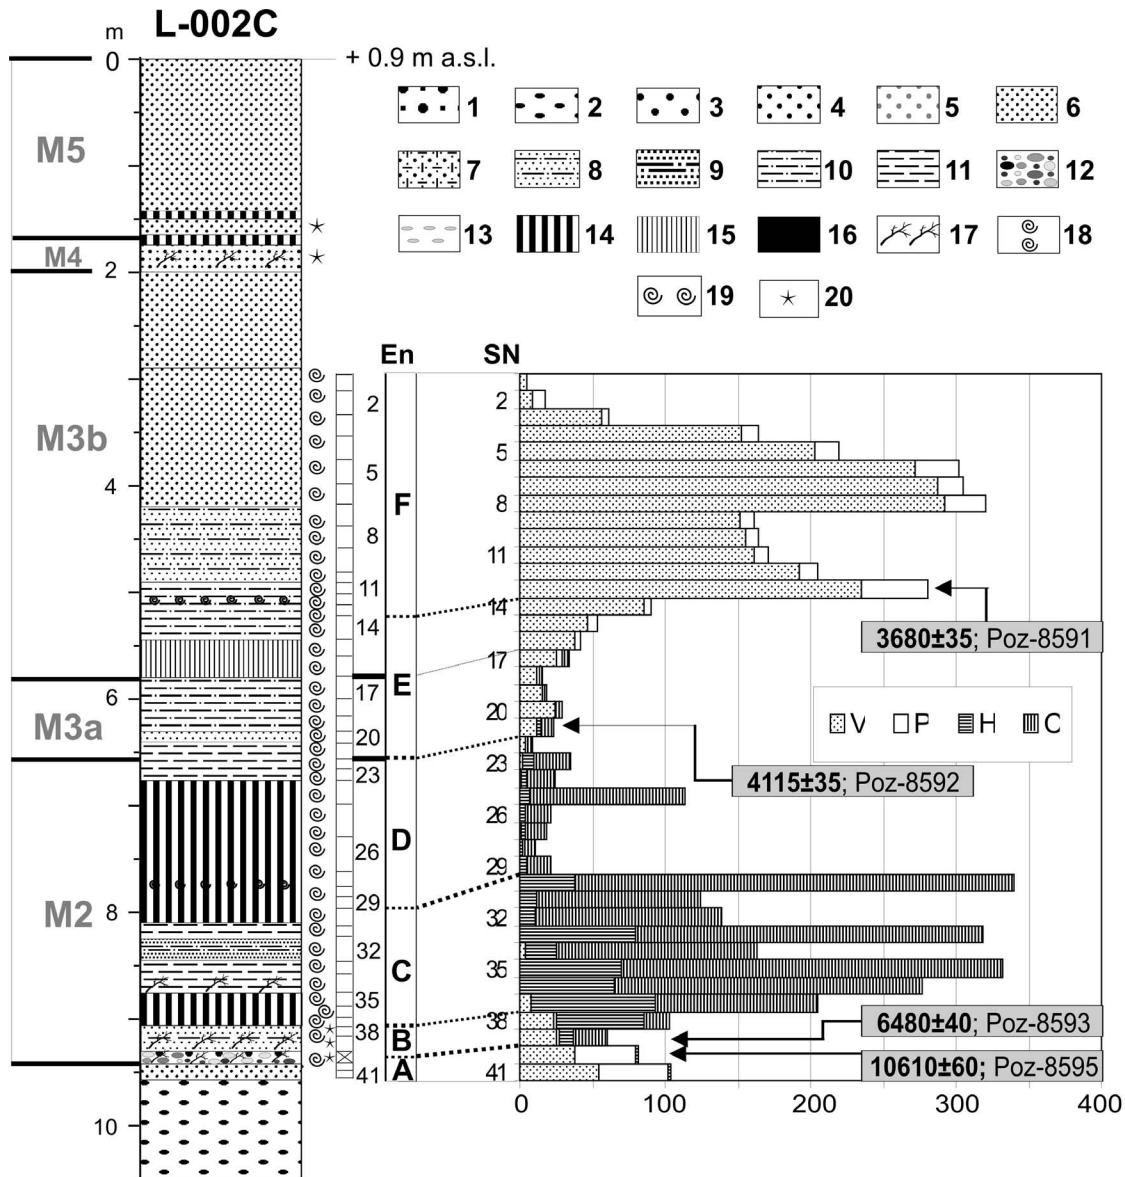 L-002C
m
0
+ 0.9 m a.s.l.
1 2 3 4 5 6
7 8 9 10 11 12
13 14 15 16 17 18
19 20
M5
M4
2
M3b
4
M3a
6
M2
8
10
En SN
2
5
8
11
14
17
20
23
26
29
32
35
38
41
F
E
D
C
B
A
2
5
8
11
14
17
20
23
26
29
32
35
38
41
3680±35; Poz-8591
V P H C
4115±35; Poz-8592
6480±40; Poz-8593
10610±60; Poz-8595
0 100 200 300 400